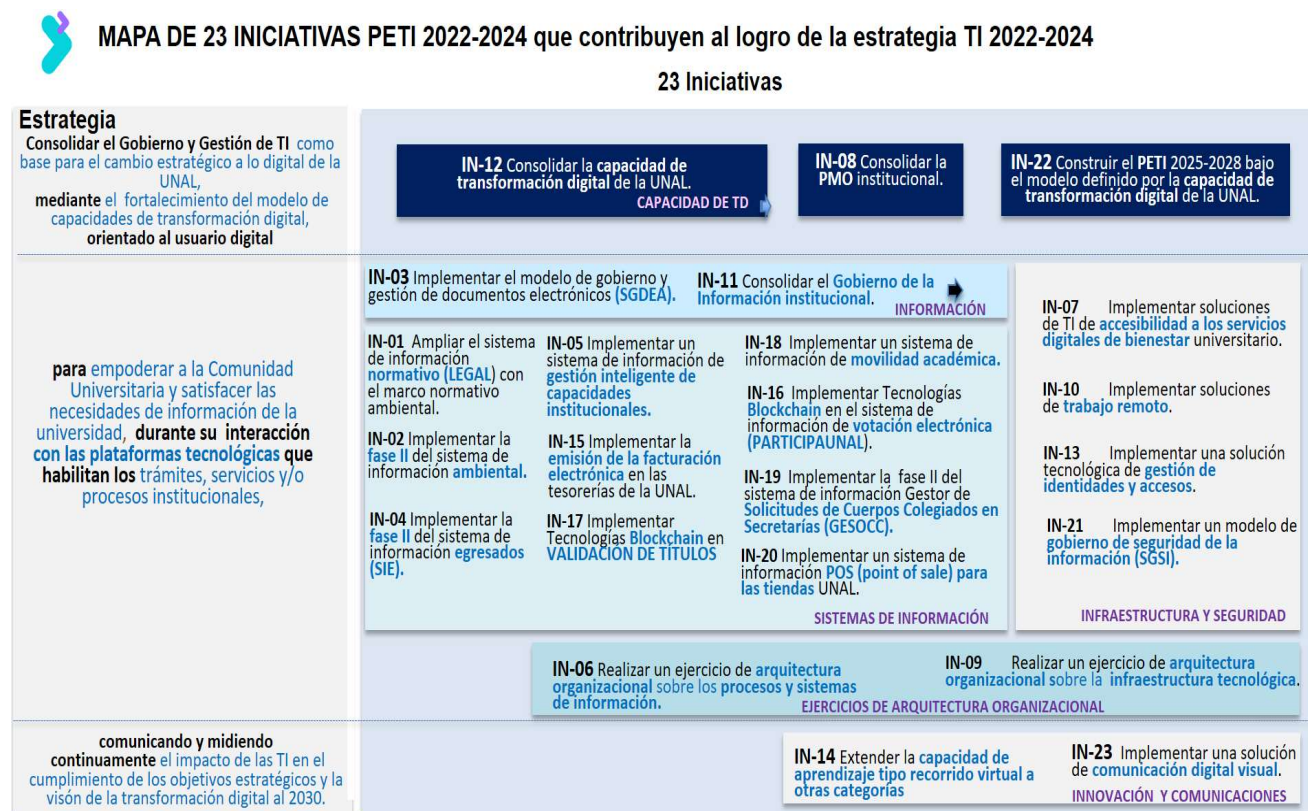 MAPA DE 23 INICIATIVAS PETI 2022-2024 que contribuyen al logro de la estrategia TI 2022-2024
23 Iniciativas
Estrategia
Consolidar el Gobierno y Gestión de TI como
base para el cambio estratégico a lo digital de la
UNAL,
mediante el fortalecimiento del modelo de
capacidades de transformación digital,
orientado al usuario digital
IN-12 Consolidar la capacidad de
transformación digital de la UNAL.
CAPACIDAD DE TD
IN-08 Consolidar la
PMO institucional.
IN-22 Construir el PETI 2025-2028 bajo
el modelo definido por la capacidad de
transformación digital de la UNAL.
para empoderar a la Comunidad
Universitaria y satisfacer las
necesidades de información de la
universidad, durante su interacción
con las plataformas tecnológicas que
habilitan los trámites, servicios y/o
procesos institucionales,
IN-03 Implementar el modelo de gobierno y
gestión de documentos electrónicos (SGDEA).
IN-11 Consolidar el Gobierno de la
Información institucional.
INFORMACIÓN
IN-01 Ampliar el sistema
de información
normativo (LEGAL) con
el marco normativo
ambiental.
IN-02 Implementar la
fase II del sistema de
información ambiental.
IN-04 Implementar la
fase II del sistema de
información egresados
(SIE).
IN-05 Implementar un
sistema de información de
gestión inteligente de
capacidades
institucionales.
IN-15 Implementar la
emisión de la facturación
electrónica en las
tesorerías de la UNAL.
IN-17 Implementar
Tecnologías Blockchain en
VALIDACIÓN DE TÍTULOS
IN-18 Implementar un sistema de
información de movilidad académica.
IN-16 Implementar Tecnologías
Blockchain en el sistema de
información de votación electrónica
(PARTICIPAUNAL).
IN-19 Implementar la fase II del
sistema de información Gestor de
Solicitudes de Cuerpos Colegiados en
Secretarías (GESOCC).
IN-20 Implementar un sistema de
información POS (point of sale) para
las tiendas UNAL.
SISTEMAS DE INFORMACIÓN
IN-07 Implementar soluciones
de TI de accesibilidad a los servicios
digitales de bienestar universitario.
IN-10 Implementar soluciones
de trabajo remoto.
IN-13 Implementar una solución
tecnológica de gestión de
identidades y accesos.
IN-21 Implementar un modelo de
gobierno de seguridad de la
información (SGSI).
INFRAESTRUCTURA Y SEGURIDAD
IN-06 Realizar un ejercicio de arquitectura
organizacional sobre los procesos y sistemas
de información.
IN-09 Realizar un ejercicio de arquitectura
organizacional sobre la infraestructura tecnológica.
EJERCICIOS DE ARQUITECTURA ORGANIZACIONAL
comunicando y midiendo
continuamente el impacto de las TI en el
cumplimiento de los objetivos estratégicos y la
visón de la transformación digital al 2030.
IN-14 Extender la capacidad de
aprendizaje tipo recorrido virtual a
otras categorías
IN-23 Implementar una solución
de comunicación digital visual.
INNOVACIÓN Y COMUNICACIONES